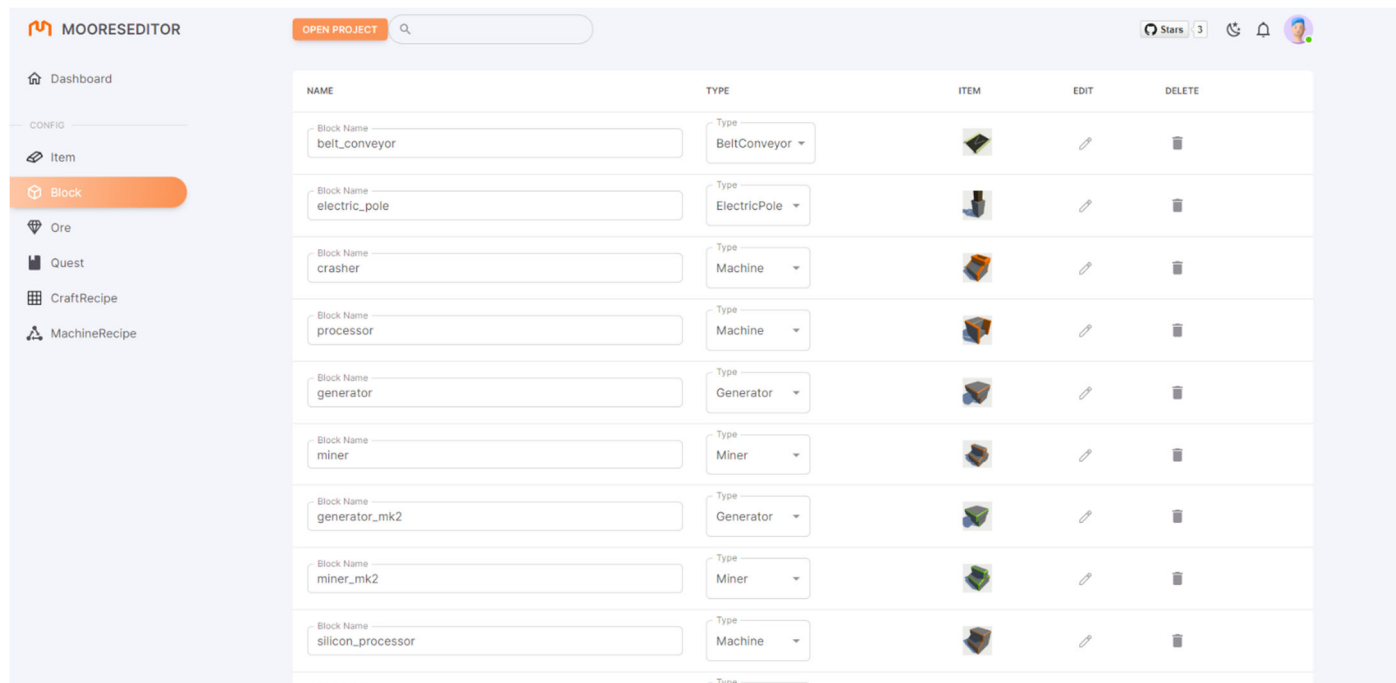 MOORESEDITOR
OPEN PROJECT
Stars 3
Dashboard
CONFIG
Item
Block
Ore
Quest
CraftRecipe
MachineRecipe
NAME TYPE ITEM EDIT DELETE
Block Name Type
belt_conveyor BeltConveyor
Block Name Type
electric_pole ElectricPole
Block Name Type
crasher Machine
Block Name Type
processor Machine
Block Name Type
generator Generator
Block Name Type
miner Miner
Block Name Type
generator_mk2 Generator
Block Name Type
miner_mk2 Miner
Block Name Type
silicon_processor Machine
Type